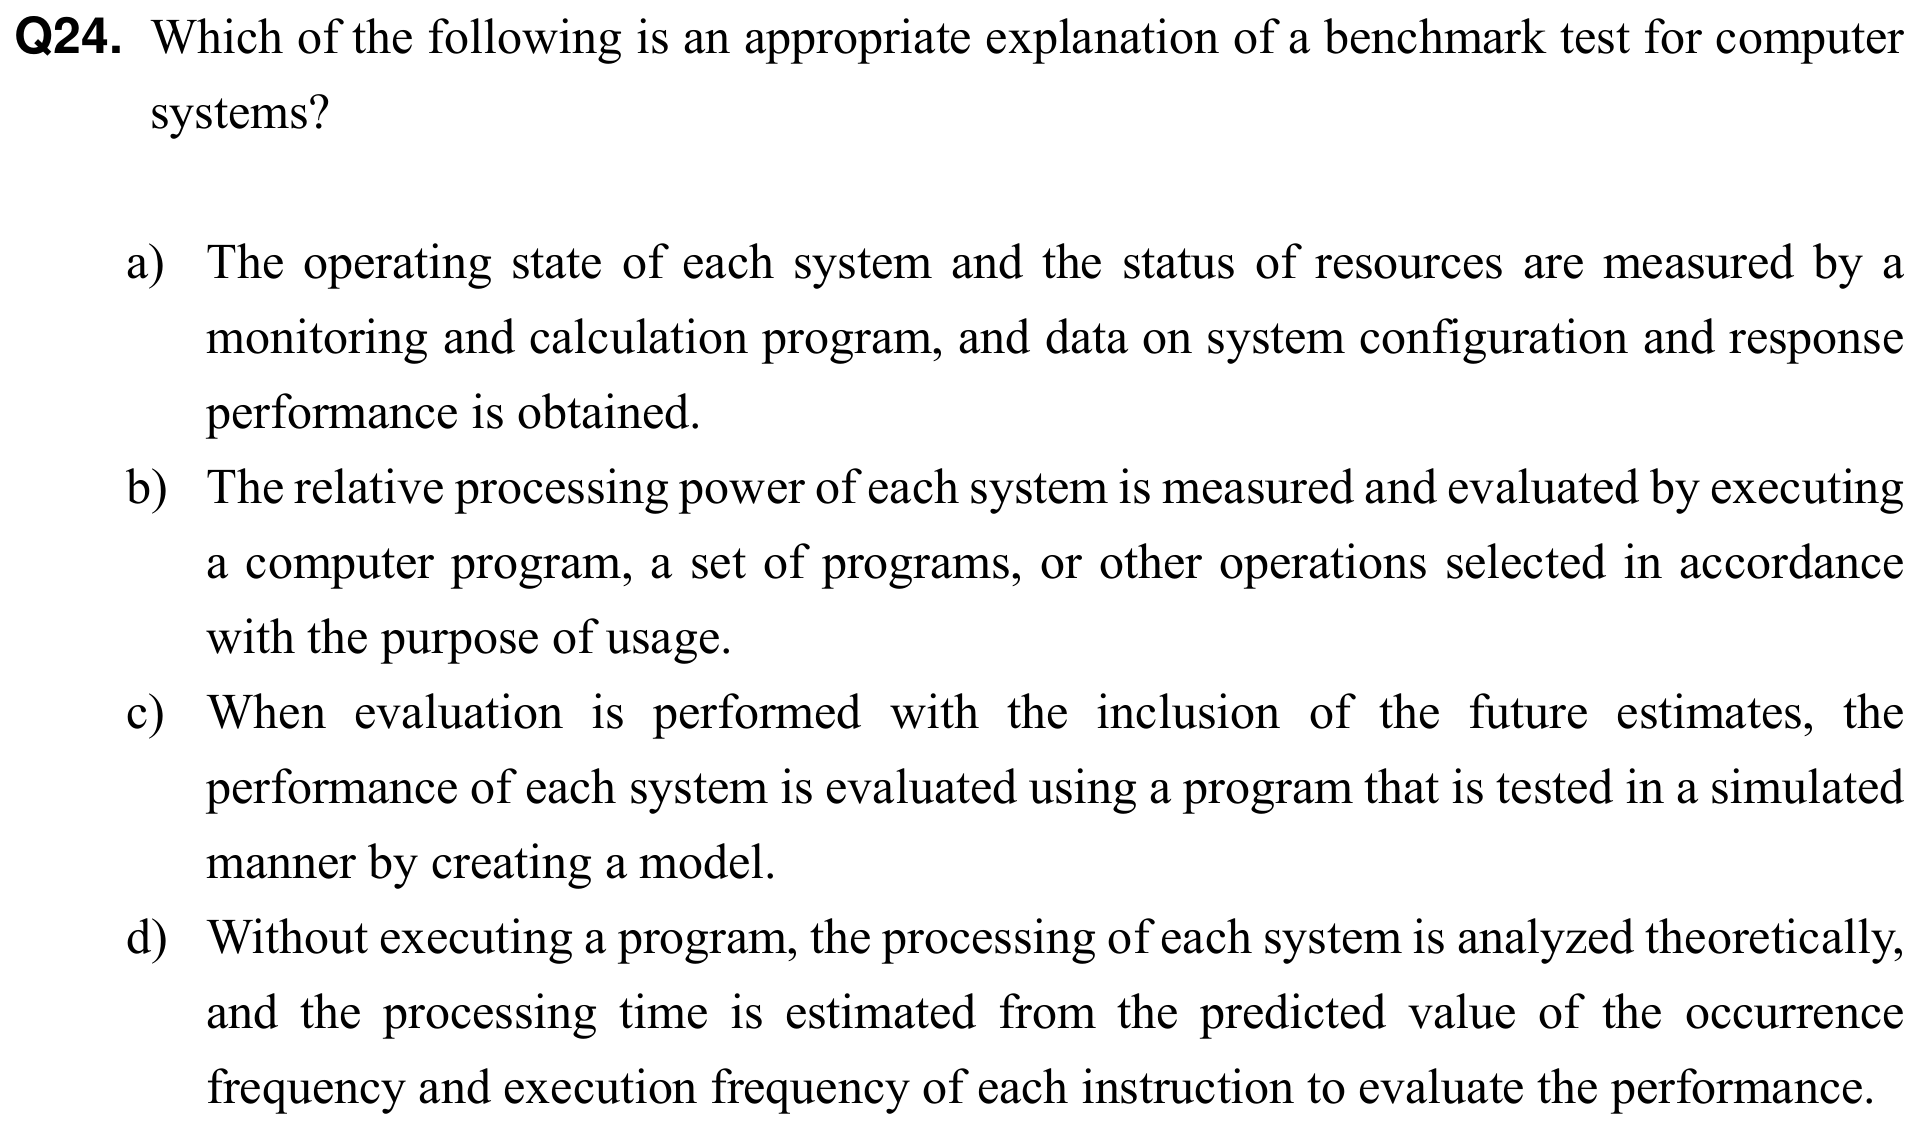 Q24. Which of the following is an appropriate explanation of a benchmark test for computer
systems?
a) The operating state of each system and the status of resources are measured by a
monitoring and calculation program, and data on system configuration and response
performance is obtained.
b) The relative processing power of each system is measured and evaluated by executing
a computer program, a set of programs, or other operations selected in accordance
with the purpose of usage.
c) When evaluation is performed with the inclusion of the future estimates, the
performance of each system is evaluated using a program that is tested in a simulated
manner by creating a model.
d) Without executing a program, the processing of each system is analyzed theoretically,
and the processing time is estimated from the predicted value of the occurrence
frequency and execution frequency of each instruction to evaluate the performance.